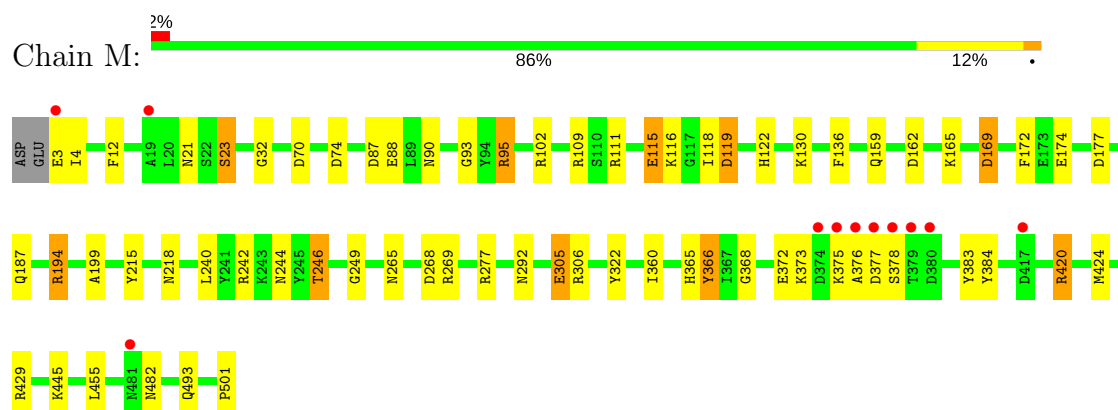 2%
Chain M:
86% 12% •
ASP GLU E3 I4 F12 A19 L20 N21 S22 S23 G32 D70 D74 D87 E88 L89 N90 G93 Y94 R95 R102 R109 S110 R111 E115 K116 G117 I118 D119 H122 K130 F136 Q159 D162 K165 D169 F172 E173 E174 D177
Q187 R194 A199 Y215 N218 L240 Y241 R242 K243 N244 Y245 T246 G249 N265 D268 R269 R277 N292 E305 R306 Y322 I360 H365 Y366 I367 G368 E372 K373 D374 K375 A376 D377 S378 T379 D380 Y383 Y384 D417 R420 M424
R429 K445 L455 N481 N482 Q493 P501